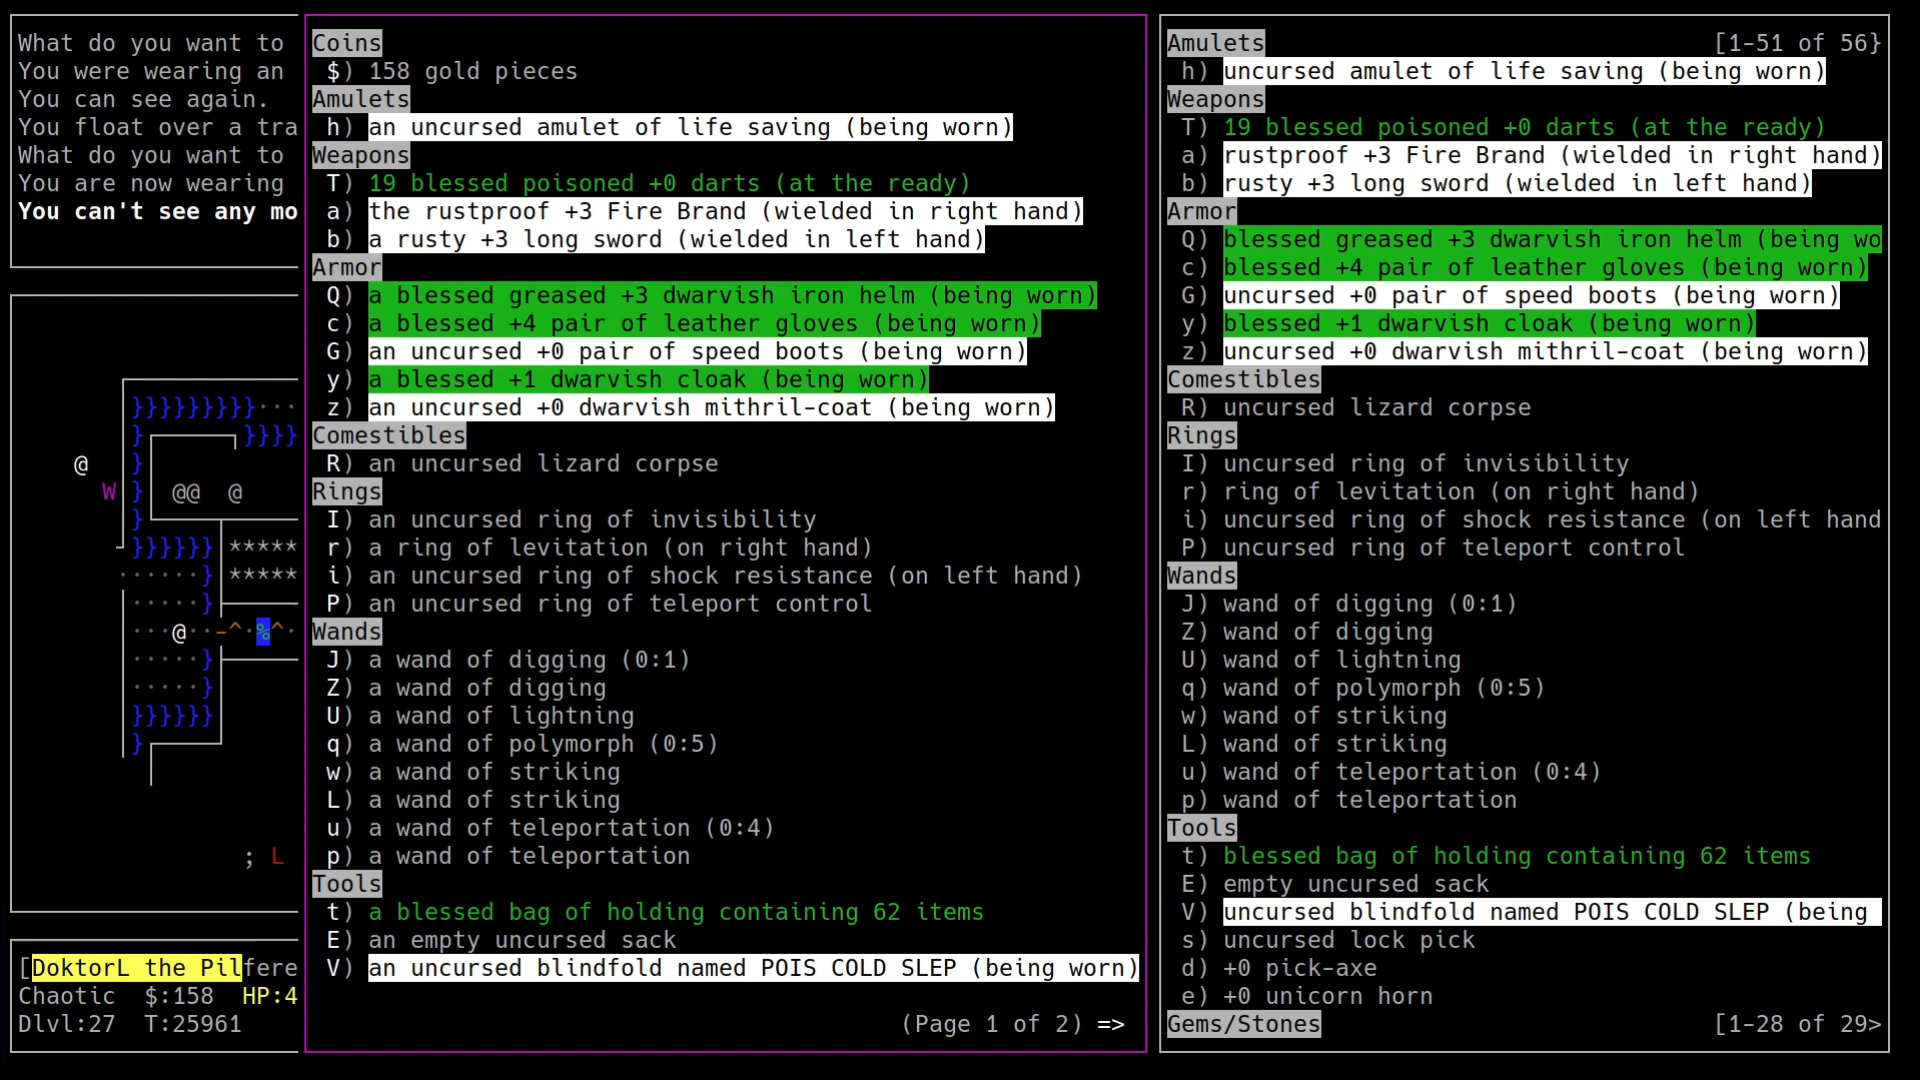 What do you want to
You were wearing an
You can see again.
You float over a tra
What do you want to
You are now wearing
You can't see any mo
}}}}}}}}}···
} }}}}
@ }
W } @@ @
}
}}}}}} *****
······} *****
·····}
···@··-^·%^·
·····}
·····}
}}}}}}
}
; L
[DoktorL the Pilfere
Chaotic $:158 HP:4
Dlvl:27 T:25961
Coins
$) 158 gold pieces
Amulets
h) an uncursed amulet of life saving (being worn)
Weapons
T) 19 blessed poisoned +0 darts (at the ready)
a) the rustproof +3 Fire Brand (wielded in right hand)
b) a rusty +3 long sword (wielded in left hand)
Armor
Q) a blessed greased +3 dwarvish iron helm (being worn)
c) a blessed +4 pair of leather gloves (being worn)
G) an uncursed +0 pair of speed boots (being worn)
y) a blessed +1 dwarvish cloak (being worn)
z) an uncursed +0 dwarvish mithril-coat (being worn)
Comestibles
R) an uncursed lizard corpse
Rings
I) an uncursed ring of invisibility
r) a ring of levitation (on right hand)
i) an uncursed ring of shock resistance (on left hand)
P) an uncursed ring of teleport control
Wands
J) a wand of digging (0:1)
Z) a wand of digging
U) a wand of lightning
q) a wand of polymorph (0:5)
w) a wand of striking
L) a wand of striking
u) a wand of teleportation (0:4)
p) a wand of teleportation
Tools
t) a blessed bag of holding containing 62 items
E) an empty uncursed sack
V) an uncursed blindfold named POIS COLD SLEP (being worn)
(Page 1 of 2) =>
Amulets [1-51 of 56}
h) uncursed amulet of life saving (being worn)
Weapons
T) 19 blessed poisoned +0 darts (at the ready)
a) rustproof +3 Fire Brand (wielded in right hand)
b) rusty +3 long sword (wielded in left hand)
Armor
Q) blessed greased +3 dwarvish iron helm (being wo
c) blessed +4 pair of leather gloves (being worn)
G) uncursed +0 pair of speed boots (being worn)
y) blessed +1 dwarvish cloak (being worn)
z) uncursed +0 dwarvish mithril-coat (being worn)
Comestibles
R) uncursed lizard corpse
Rings
I) uncursed ring of invisibility
r) ring of levitation (on right hand)
i) uncursed ring of shock resistance (on left hand
P) uncursed ring of teleport control
Wands
J) wand of digging (0:1)
Z) wand of digging
U) wand of lightning
q) wand of polymorph (0:5)
w) wand of striking
L) wand of striking
u) wand of teleportation (0:4)
p) wand of teleportation
Tools
t) blessed bag of holding containing 62 items
E) empty uncursed sack
V) uncursed blindfold named POIS COLD SLEP (being
s) uncursed lock pick
d) +0 pick-axe
e) +0 unicorn horn
Gems/Stones [1-28 of 29>